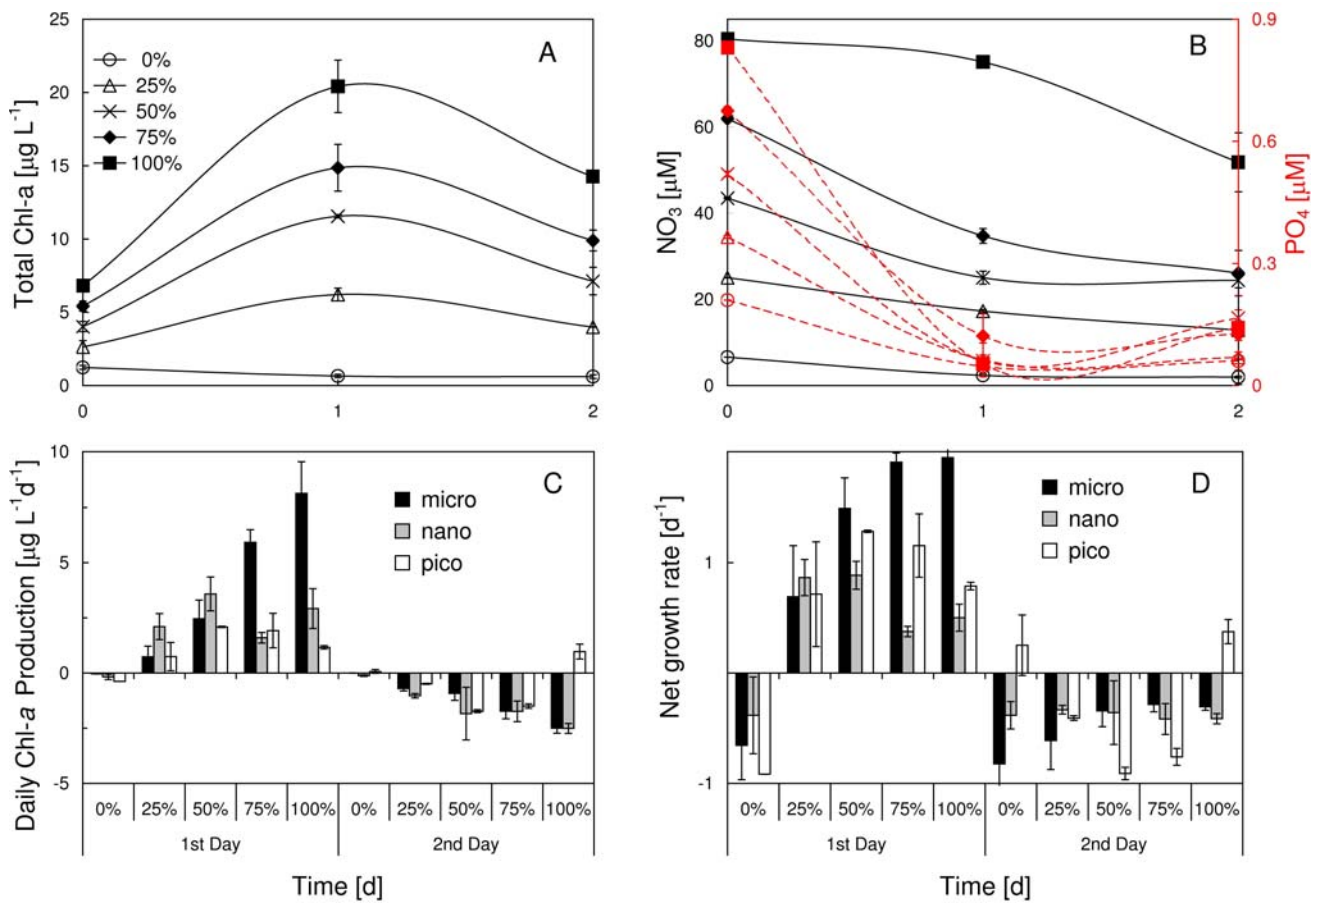 A
Total Chl-a [µg L⁻¹]
25
20
15
10
5
0
0%
25%
50%
75%
100%
0
1
2
B
NO₃ [µM]
80
60
40
20
0
PO₄ [µM]
0.9
0.6
0.3
0
0
1
2
C
Daily Chl-a Production [µg L⁻¹d⁻¹]
10
5
0
-5
micro
nano
pico
0% 25% 50% 75% 100% 0% 25% 50% 75% 100%
1st Day 2nd Day
Time [d]
D
Net growth rate [d⁻¹]
1
-1
micro
nano
pico
0% 25% 50% 75% 100% 0% 25% 50% 75% 100%
1st Day 2nd Day
Time [d]